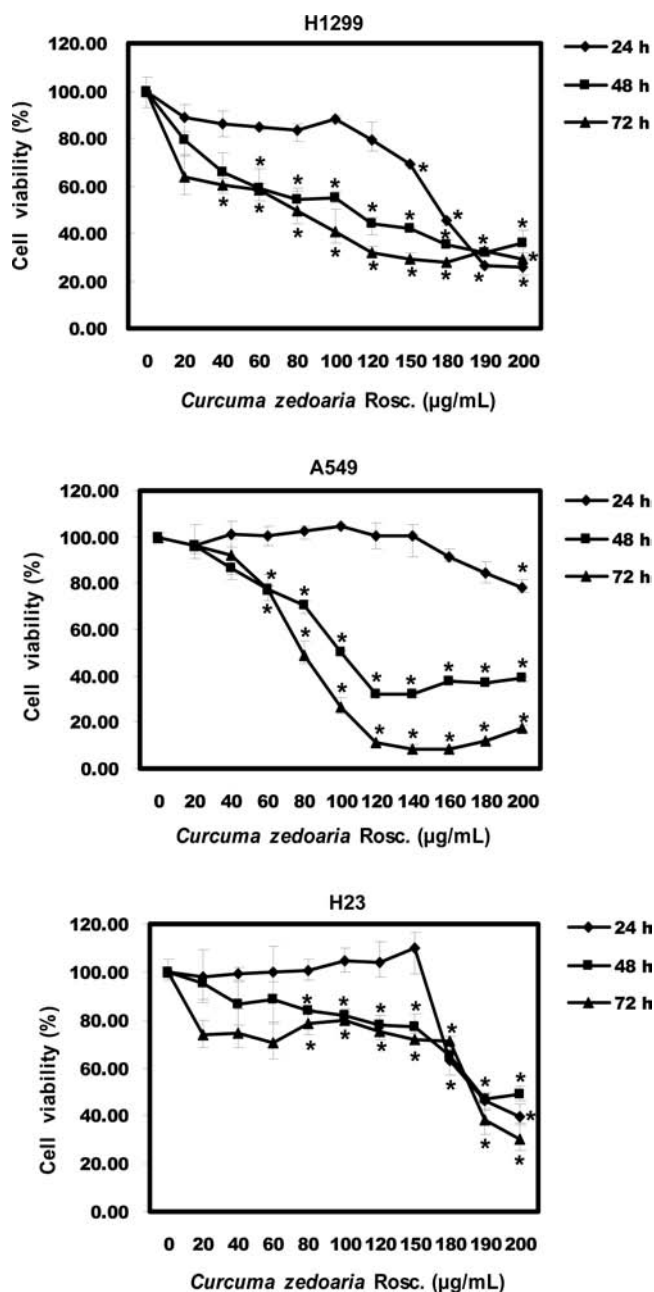 H1299
120.00
100.00
80.00
60.00
40.00
20.00
0.00
Cell viability (%)
0 20 40 60 80 100 120 150 180 190 200
Curcuma zedoaria Rosc. (µg/mL)
24 h
48 h
72 h
* * * * * * * * * * * * * * * * * * * * *
A549
120.00
100.00
80.00
60.00
40.00
20.00
0.00
Cell viability (%)
0 20 40 60 80 100 120 140 160 180 200
Curcuma zedoaria Rosc. (µg/mL)
24 h
48 h
72 h
* * * * * * * * * * * * * * * * *
H23
120.00
100.00
80.00
60.00
40.00
20.00
0.00
Cell viability (%)
0 20 40 60 80 100 120 150 180 190 200
Curcuma zedoaria Rosc. (µg/mL)
24 h
48 h
72 h
* * * * * * * * * * * * * * *